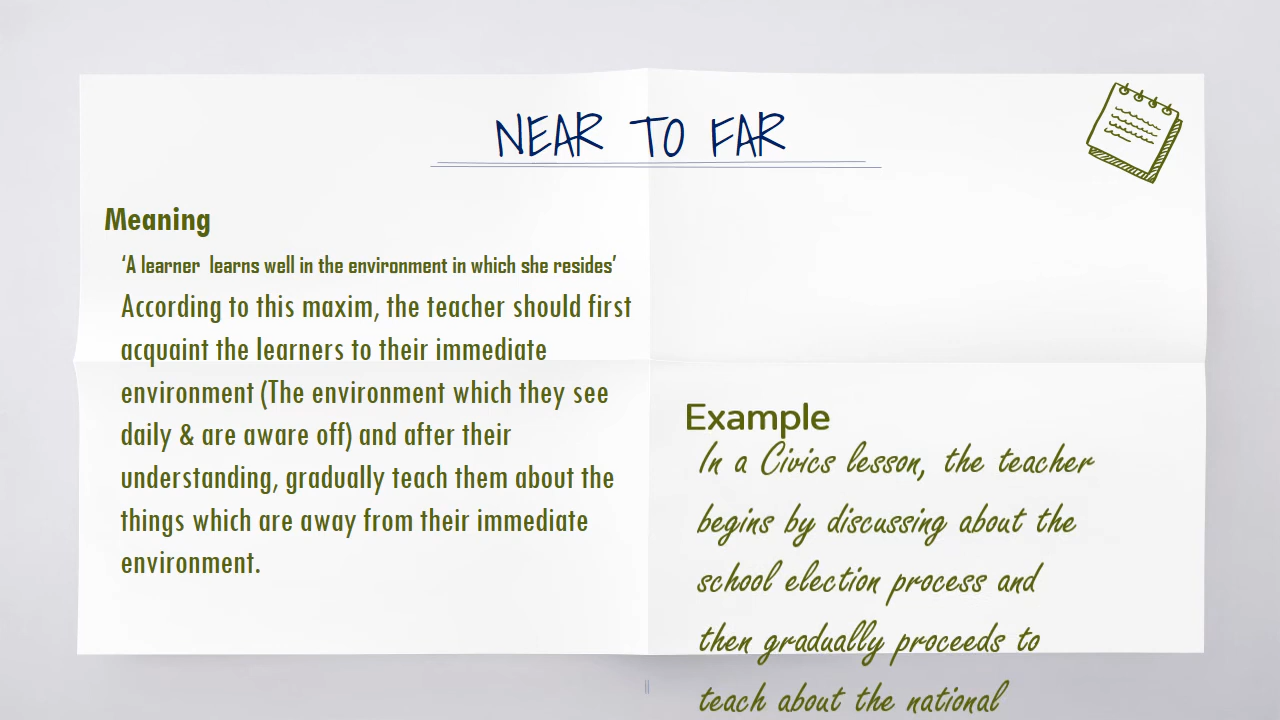 NEAR TO FAR
Meaning
‘A learner learns well in the environment in which she resides’
According to this maxim, the teacher should first
acquaint the learners to their immediate
environment (The environment which they see
daily & are aware off) and after their
understanding, gradually teach them about the
things which are away from their immediate
environment.
Example
In a Civics lesson, the teacher
begins by discussing about the
school election process and
then gradually proceeds to
teach about the national
11